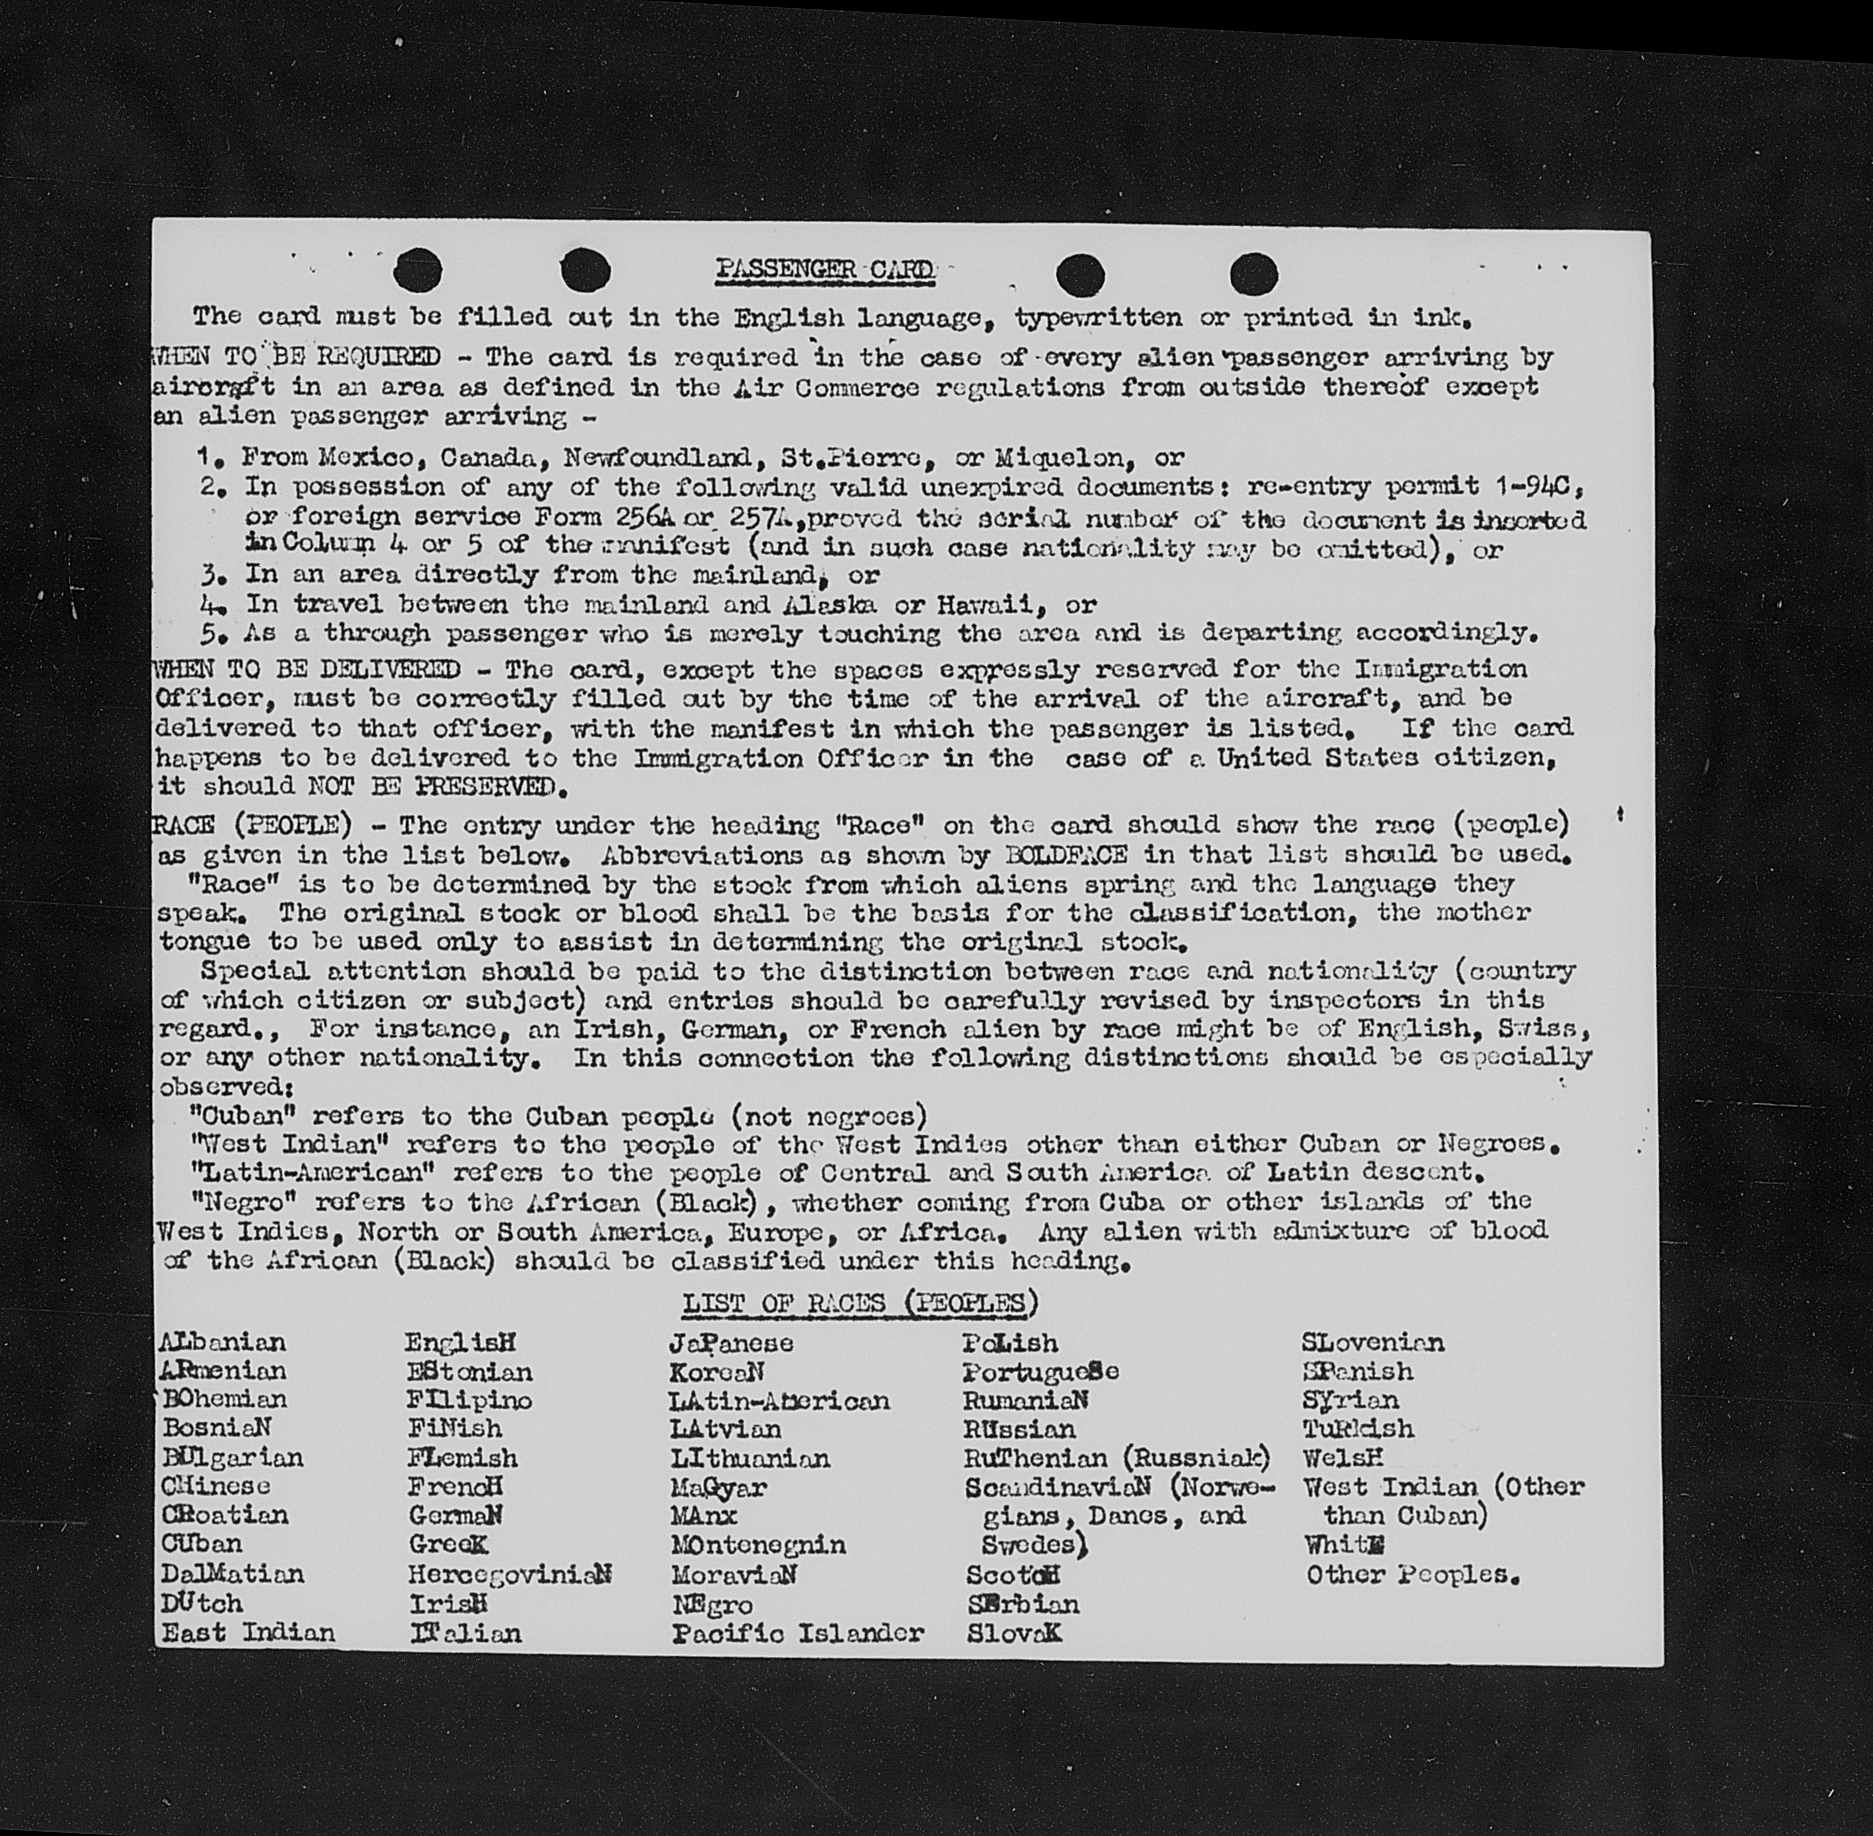 PASSENGER CARD
The card must be filled out in the English language, typewritten or printed in ink.
WHEN TO BE REQUIRED - The card is required in the case of every alien passenger arriving by
aircraft in an area as defined in the Air Commerce regulations from outside thereof except
an alien passenger arriving -
1. From Mexico, Canada, Newfoundland, St.Pierre, or Miquelon, or
2. In possession of any of the following valid unexpired documents: re-entry permit 1-94C,
or foreign service Form 256A or 257A,proved the serial number of the document is inserted
in Column 4 or 5 of the manifest (and in such case nationality may be omitted), or
3. In an area directly from the mainland, or
4. In travel between the mainland and Alaska or Hawaii, or
5. As a through passenger who is merely touching the area and is departing accordingly.
WHEN TO BE DELIVERED - The card, except the spaces expressly reserved for the Immigration
Officer, must be correctly filled out by the time of the arrival of the aircraft, and be
delivered to that officer, with the manifest in which the passenger is listed. If the card
happens to be delivered to the Immigration Officer in the case of a United States citizen,
it should NOT BE PRESERVED.
RACE (PEOPLE) - The entry under the heading "Race" on the card should show the race (people)
as given in the list below. Abbreviations as shown by BOLDFACE in that list should be used.
"Race" is to be determined by the stock from which aliens spring and the language they
speak. The original stock or blood shall be the basis for the classification, the mother
tongue to be used only to assist in determining the original stock.
Special attention should be paid to the distinction between race and nationality (country
of which citizen or subject) and entries should be carefully revised by inspectors in this
regard., For instance, an Irish, German, or French alien by race might be of English, Swiss,
or any other nationality. In this connection the following distinctions should be especially
observed:
"Cuban" refers to the Cuban people (not negroes)
"West Indian" refers to the people of the West Indies other than either Cuban or Negroes.
"Latin-American" refers to the people of Central and South America of Latin descent.
"Negro" refers to the African (Black), whether coming from Cuba or other islands of the
West Indies, North or South America, Europe, or Africa. Any alien with admixture of blood
of the African (Black) should be classified under this heading.
LIST OF RACES (PEOPLES)
ALbanian EnglisH JaPanese PoLish SLovenian
ARmenian EStonian KoreaN PortugueSe SPanish
BOhemian FIlipino LAtin-American RumaniaN SYrian
BosniaN FiNish LAtvian RUssian TuRkish
BUlgarian FLemish LIthuanian RuThenian (Russniak) WelsH
CHinese FrencH MaGyar ScandinaviaN (Norwe- West Indian (Other
CRoatian GermaN MAnx gians, Danes, and than Cuban)
CUban GreeK MOntenegnin Swedes) WhitE
DalMatian HercegoviniaN MoraviaN ScotcH Other Peoples.
DUtch IrisH NEgro SErbian
East Indian ITalian Pacific Islander SlovaK